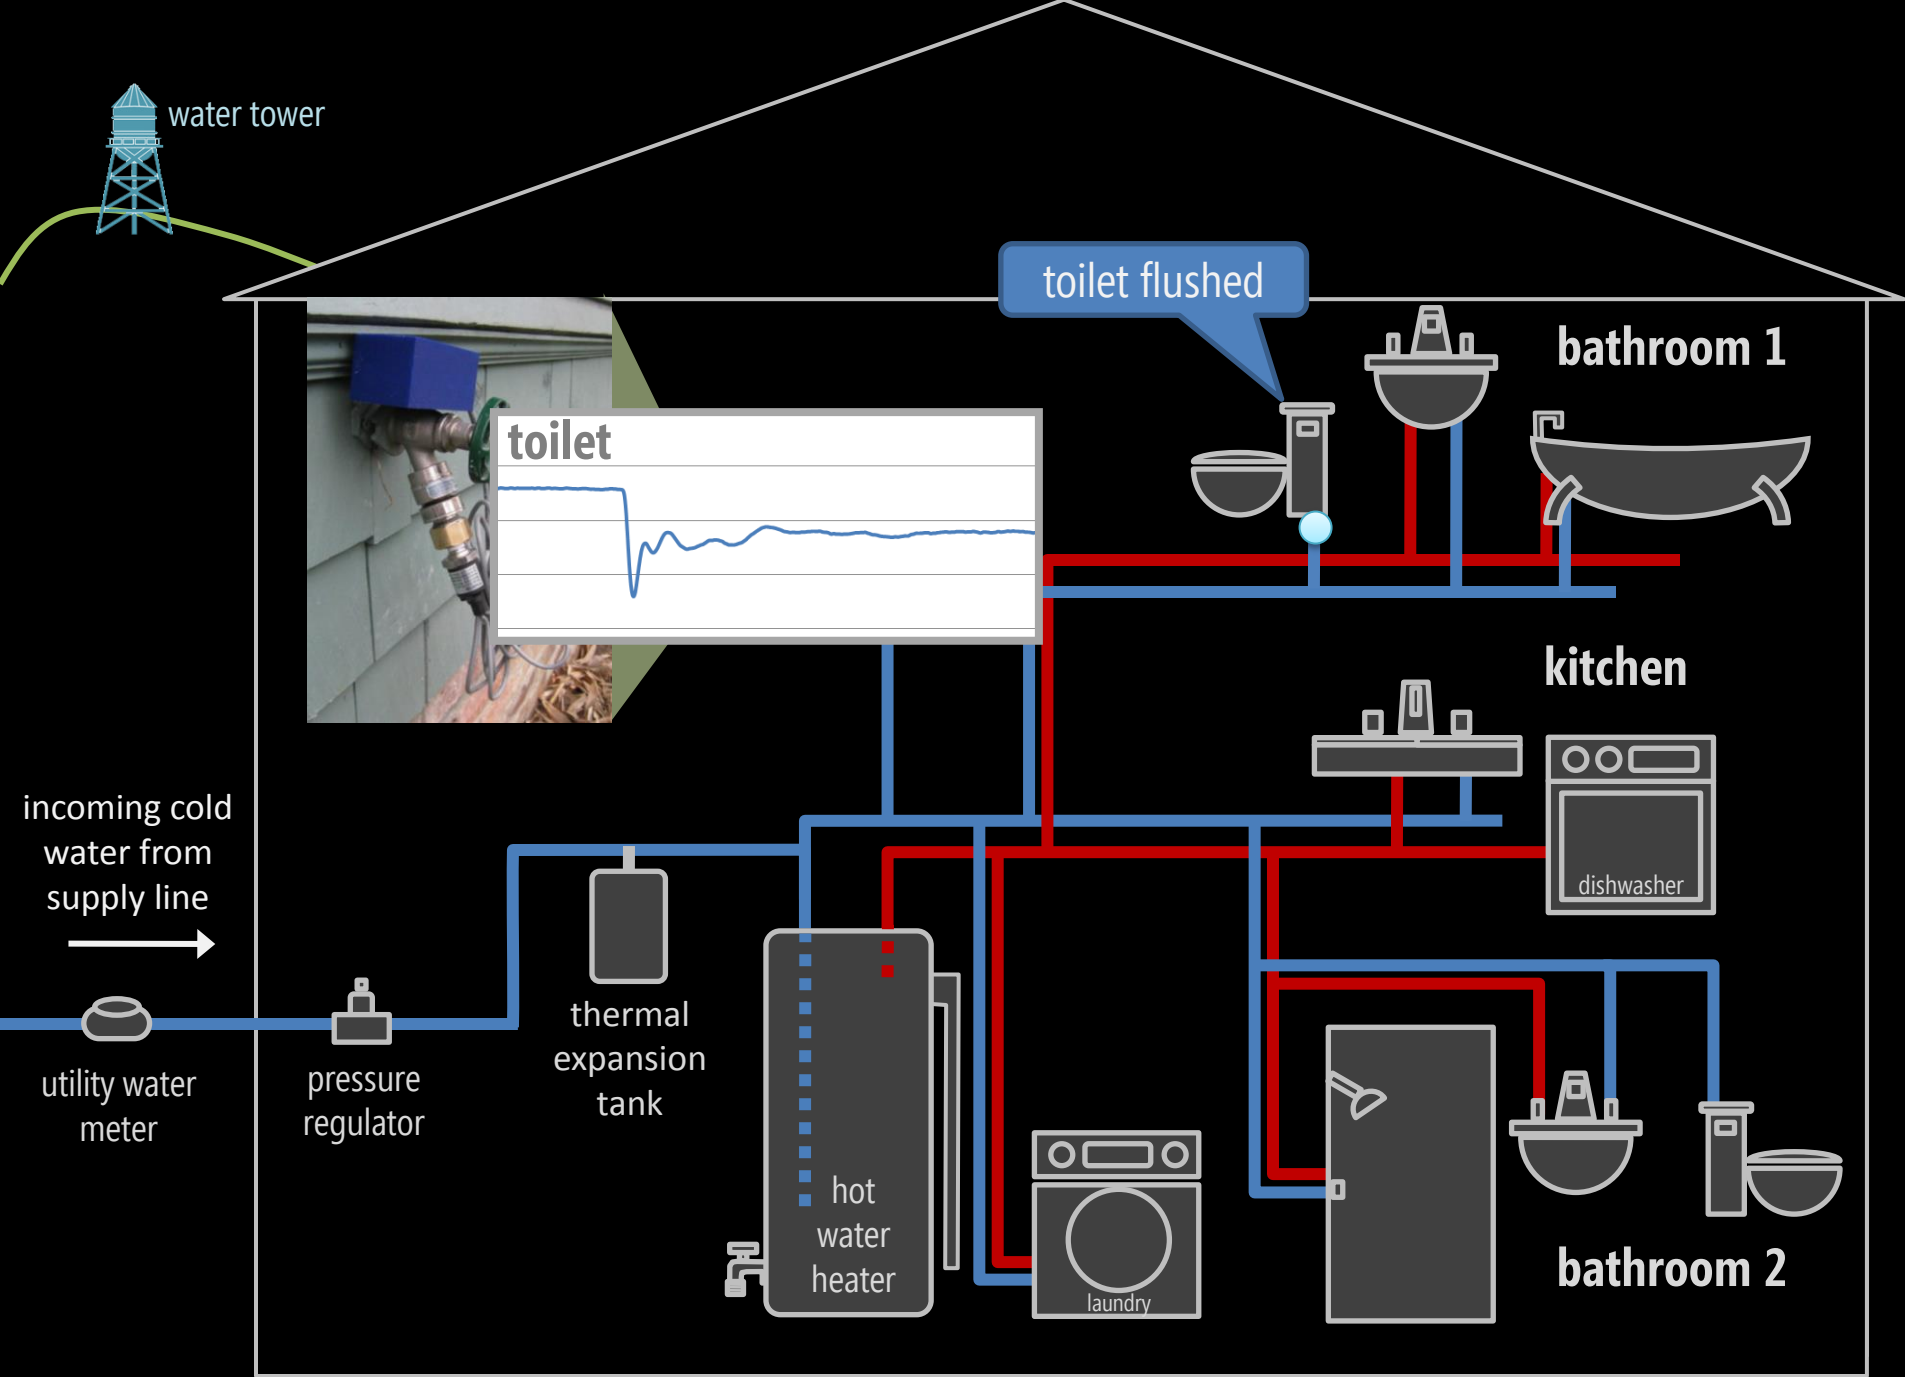 water tower
toilet flushed
bathroom 1
toilet
kitchen
incoming cold
water from
supply line
dishwasher
thermal
expansion
tank
utility water
meter
pressure
regulator
hot
water
heater
laundry
bathroom 2